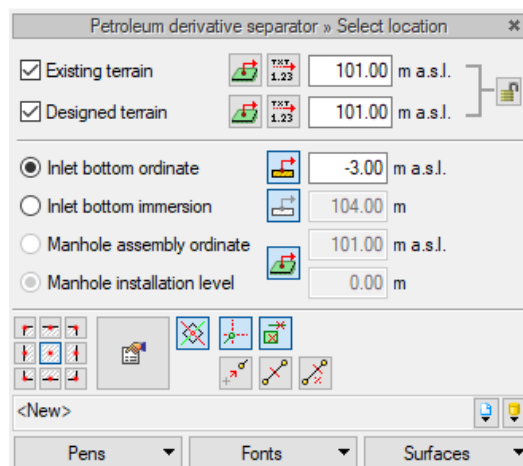 Petroleum derivative separator » Select location
Existing terrain TXT 1.23 101.00 m a.s.l.
Designed terrain TXT 1.23 101.00 m a.s.l.
Inlet bottom ordinate -3.00 m a.s.l.
Inlet bottom immersion 104.00 m
Manhole assembly ordinate 101.00 m a.s.l.
Manhole installation level 0.00 m
<New>
Pens Fonts Surfaces